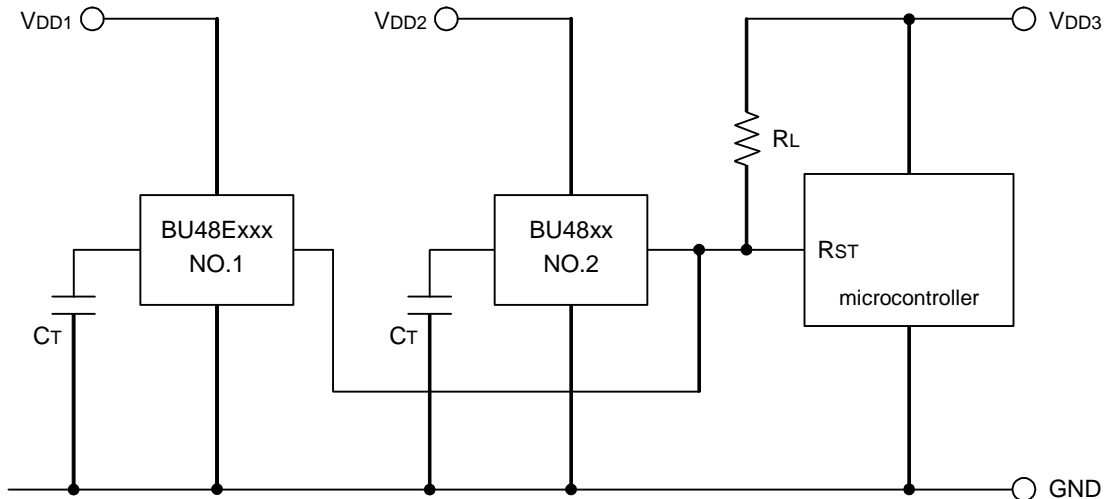 VDD1
VDD2
VDD3
RL
BU48Exxx
NO.1
BU48xx
NO.2
RST
microcontroller
CT
CT
GND